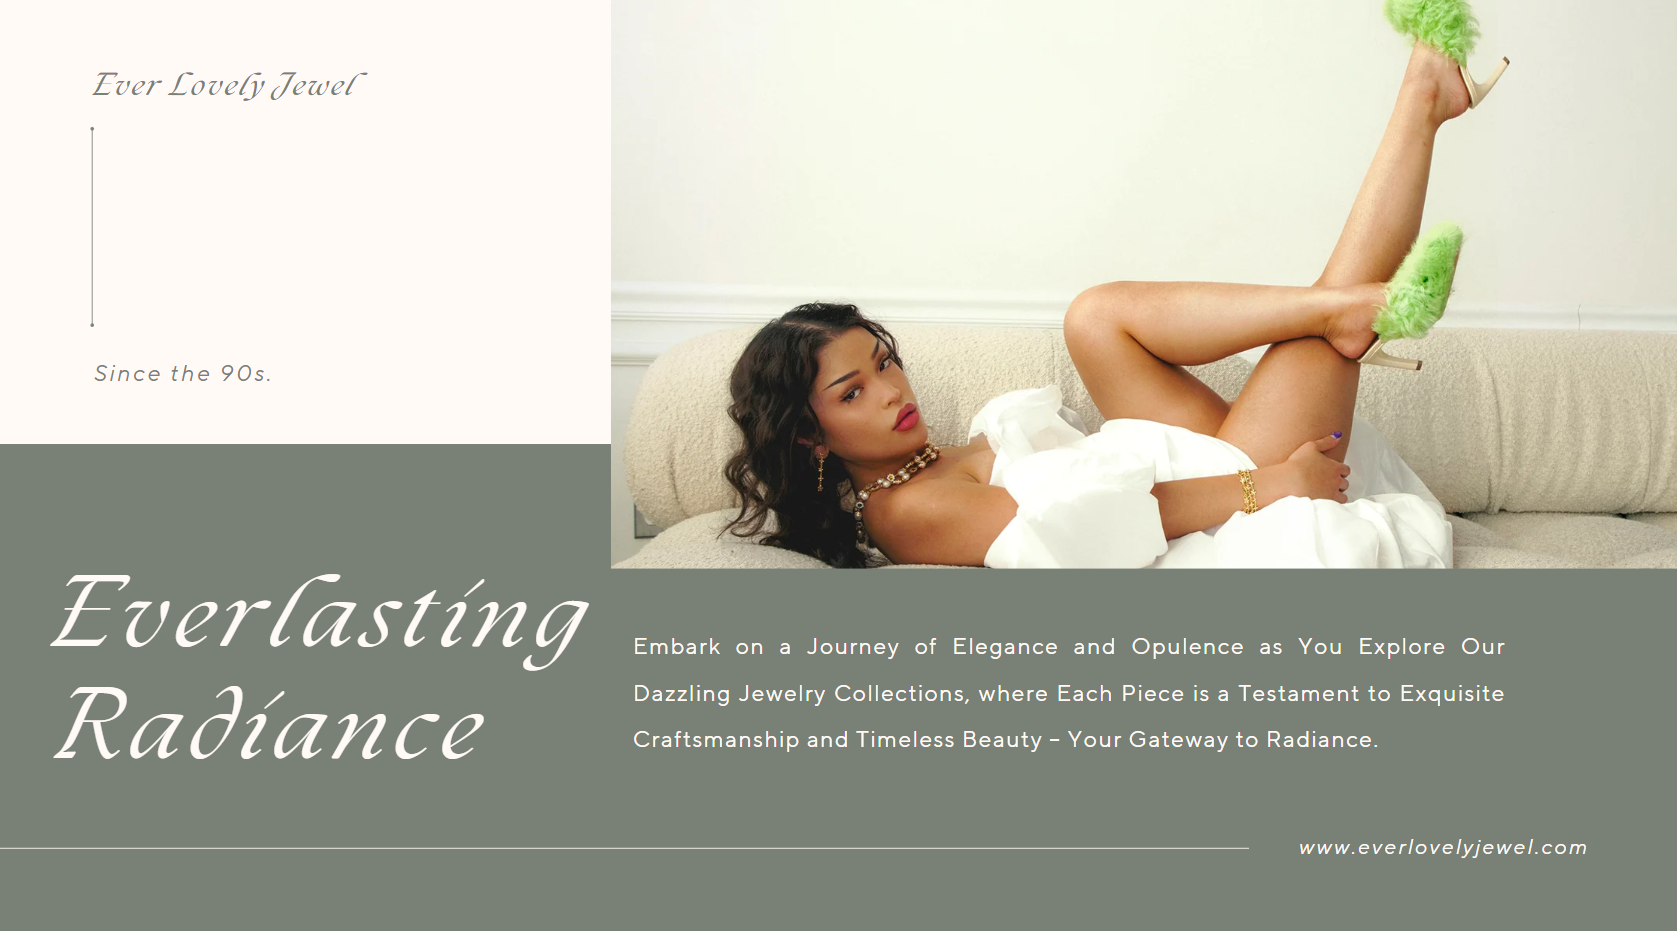 Ever Lovely Jewel
Since the 90s.
Everlasting
Radiance
Embark on a Journey of Elegance and Opulence as You Explore Our
Dazzling Jewelry Collections, where Each Piece is a Testament to Exquisite
Craftsmanship and Timeless Beauty – Your Gateway to Radiance.
www.everlovelyjewel.com